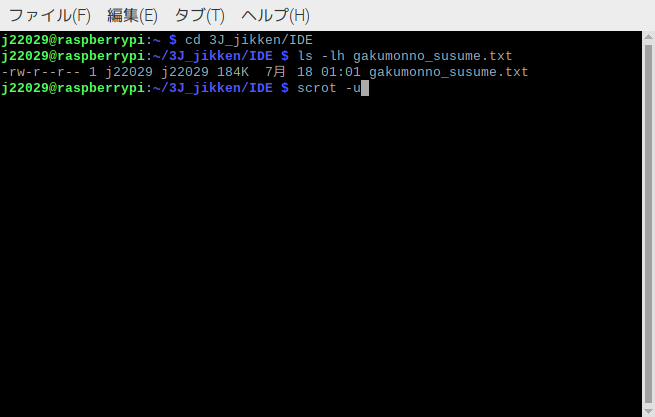 ファイル(F) 編集(E) タブ(T) ヘルプ(H)
j22029@raspberrypi:~ $ cd 3J_jikken/IDE
j22029@raspberrypi:~/3J_jikken/IDE $ ls -lh gakumonno_susume.txt
-rw-r--r-- 1 j22029 j22029 184K  7月  18 01:01 gakumonno_susume.txt
j22029@raspberrypi:~/3J_jikken/IDE $ scrot -u